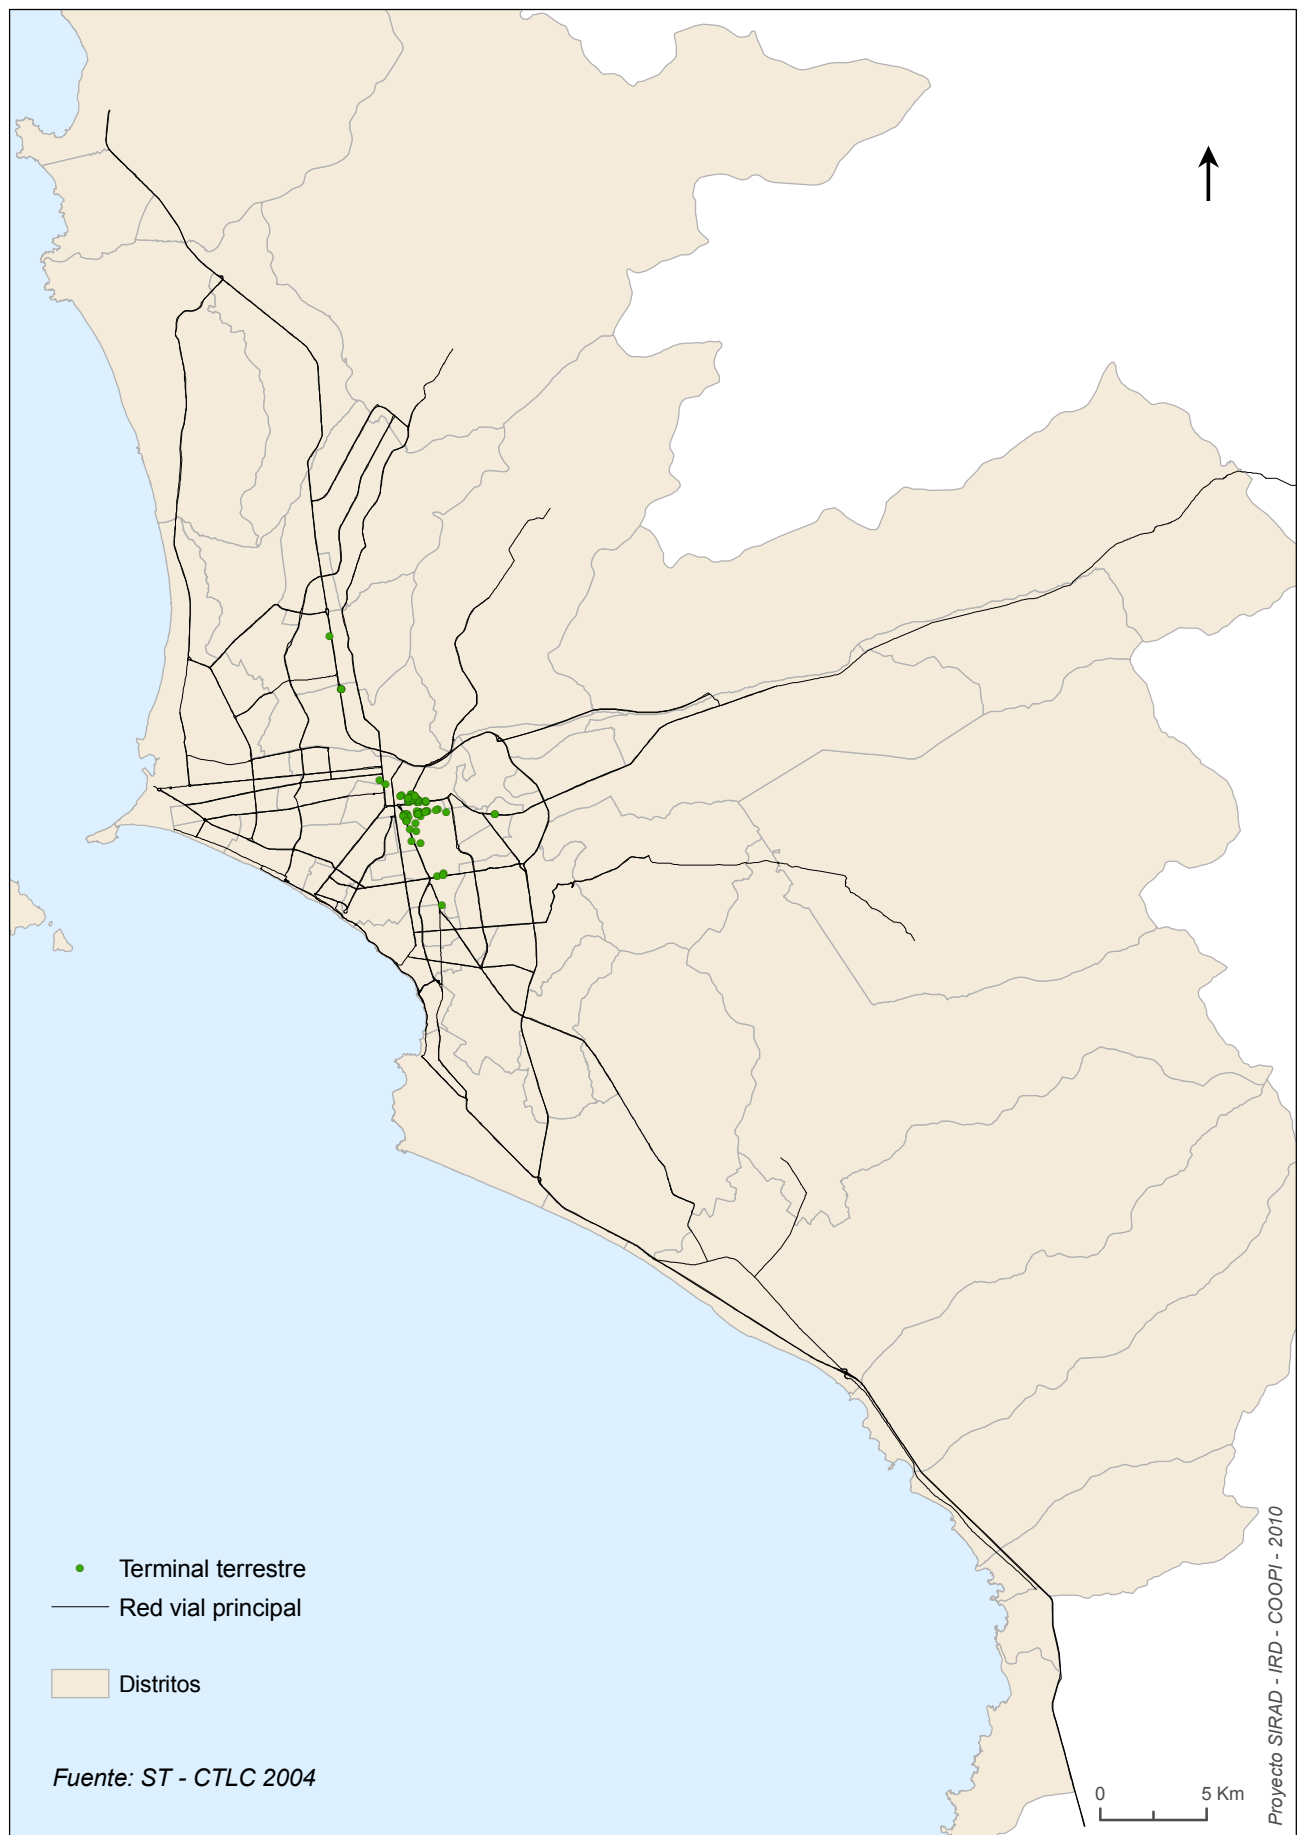 Terminal terrestre
Red vial principal
Distritos
Fuente: ST - CTLC 2004
0 5 Km
Proyecto SIRAD - IRD - COOPI - 2010